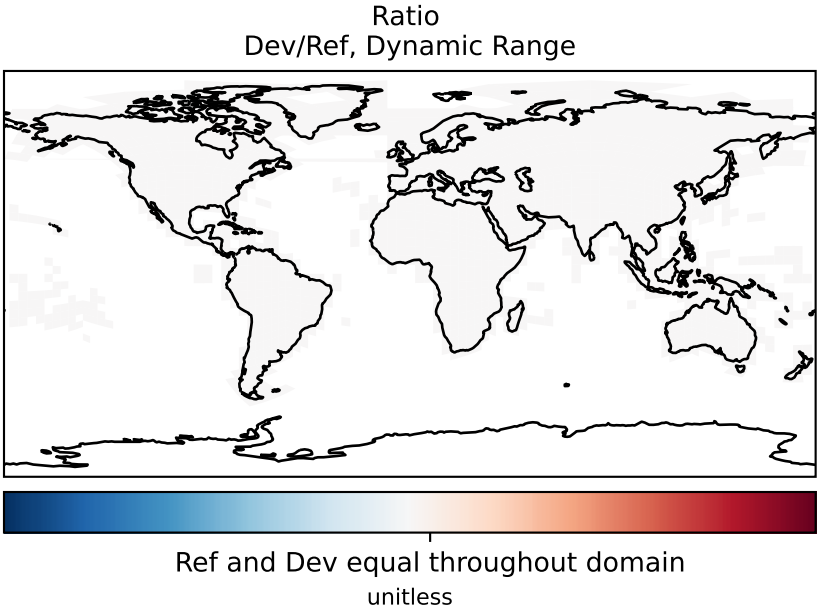 Ratio
Dev/Ref, Dynamic Range
Ref and Dev equal throughout domain
unitless